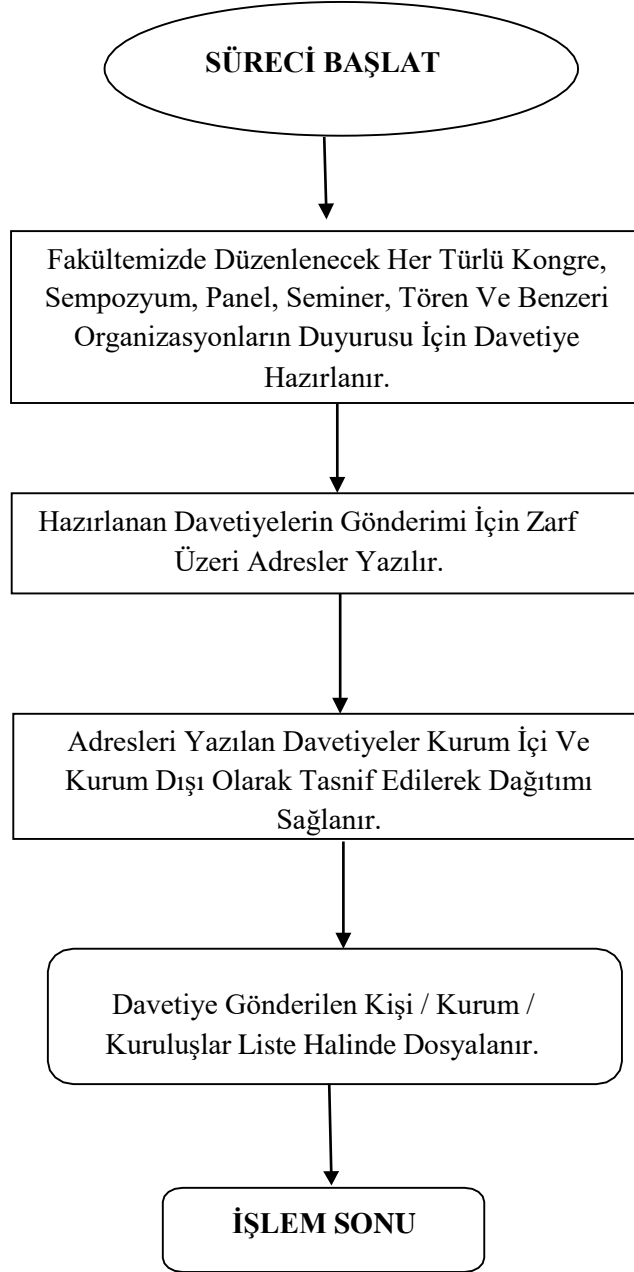 SÜRECİ BAŞLAT
Fakültemizde Düzenlenecek Her Türlü Kongre,
Sempozyum, Panel, Seminer, Tören Ve Benzeri
Organizasyonların Duyurusu İçin Davetiye
Hazırlanır.
Hazırlanan Davetiyelerin Gönderimi İçin Zarf
Üzeri Adresler Yazılır.
Adresleri Yazılan Davetiyeler Kurum İçi Ve
Kurum Dışı Olarak Tasnif Edilerek Dağıtımı
Sağlanır.
Davetiye Gönderilen Kişi / Kurum /
Kuruluşlar Liste Halinde Dosyalanır.
İŞLEM SONU